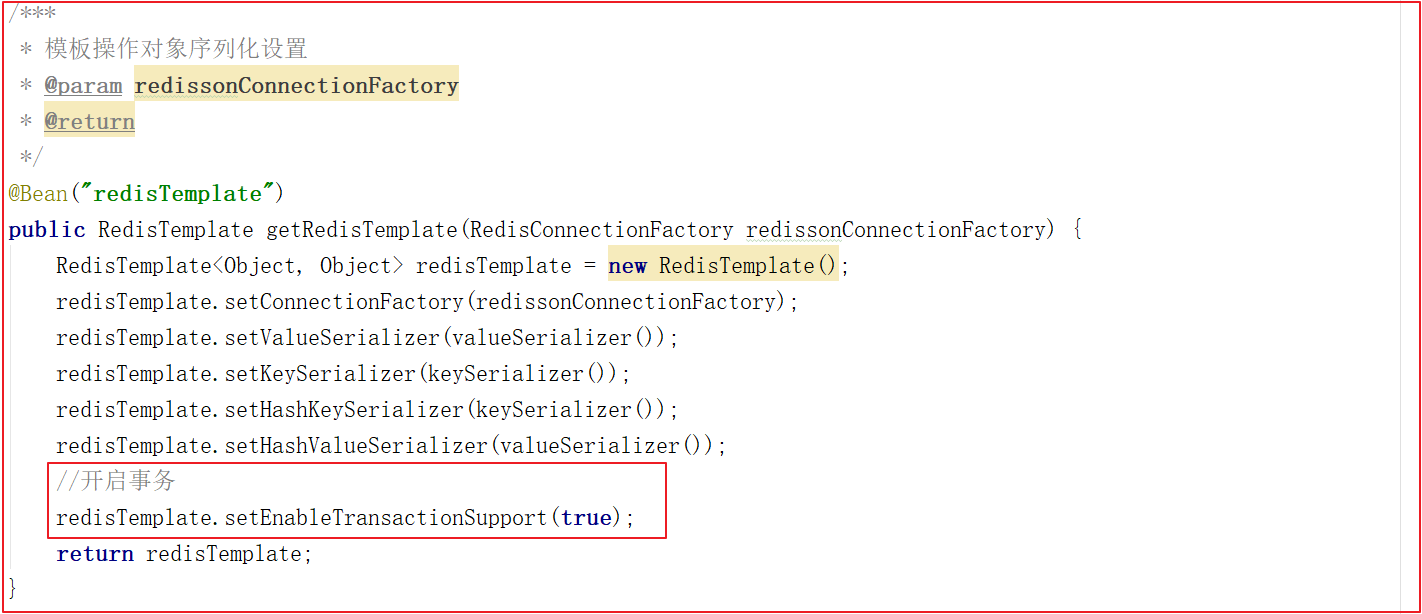 /***
 * 模板操作对象序列化设置
 * @param redissonConnectionFactory
 * @return
 */
@Bean("redisTemplate")
public RedisTemplate getRedisTemplate(RedisConnectionFactory redissonConnectionFactory) {
    RedisTemplate<Object, Object> redisTemplate = new RedisTemplate();
    redisTemplate.setConnectionFactory(redissonConnectionFactory);
    redisTemplate.setValueSerializer(valueSerializer());
    redisTemplate.setKeySerializer(keySerializer());
    redisTemplate.setHashKeySerializer(keySerializer());
    redisTemplate.setHashValueSerializer(valueSerializer());
    //开启事务
    redisTemplate.setEnableTransactionSupport(true);
    return redisTemplate;
}